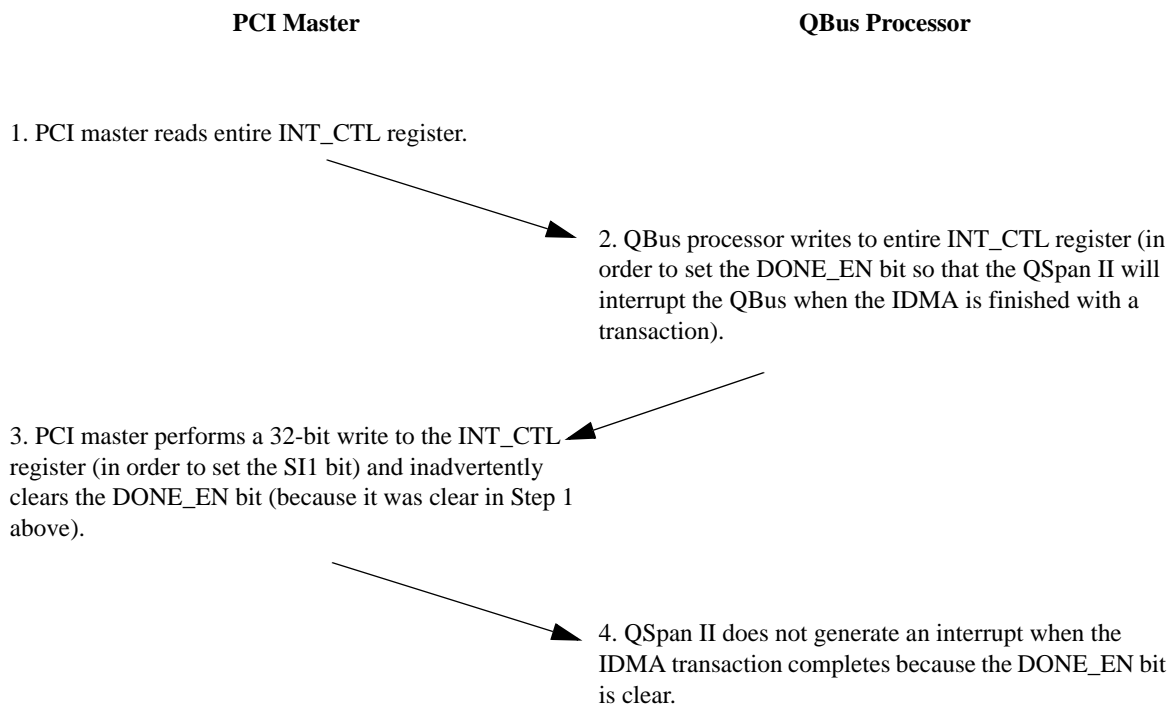 PCI Master
QBus Processor
1. PCI master reads entire INT_CTL register.
2. QBus processor writes to entire INT_CTL register (in
order to set the DONE_EN bit so that the QSpan II will
interrupt the QBus when the IDMA is finished with a
transaction).
3. PCI master performs a 32-bit write to the INT_CTL
register (in order to set the SI1 bit) and inadvertently
clears the DONE_EN bit (because it was clear in Step 1
above).
4. QSpan II does not generate an interrupt when the
IDMA transaction completes because the DONE_EN bit
is clear.